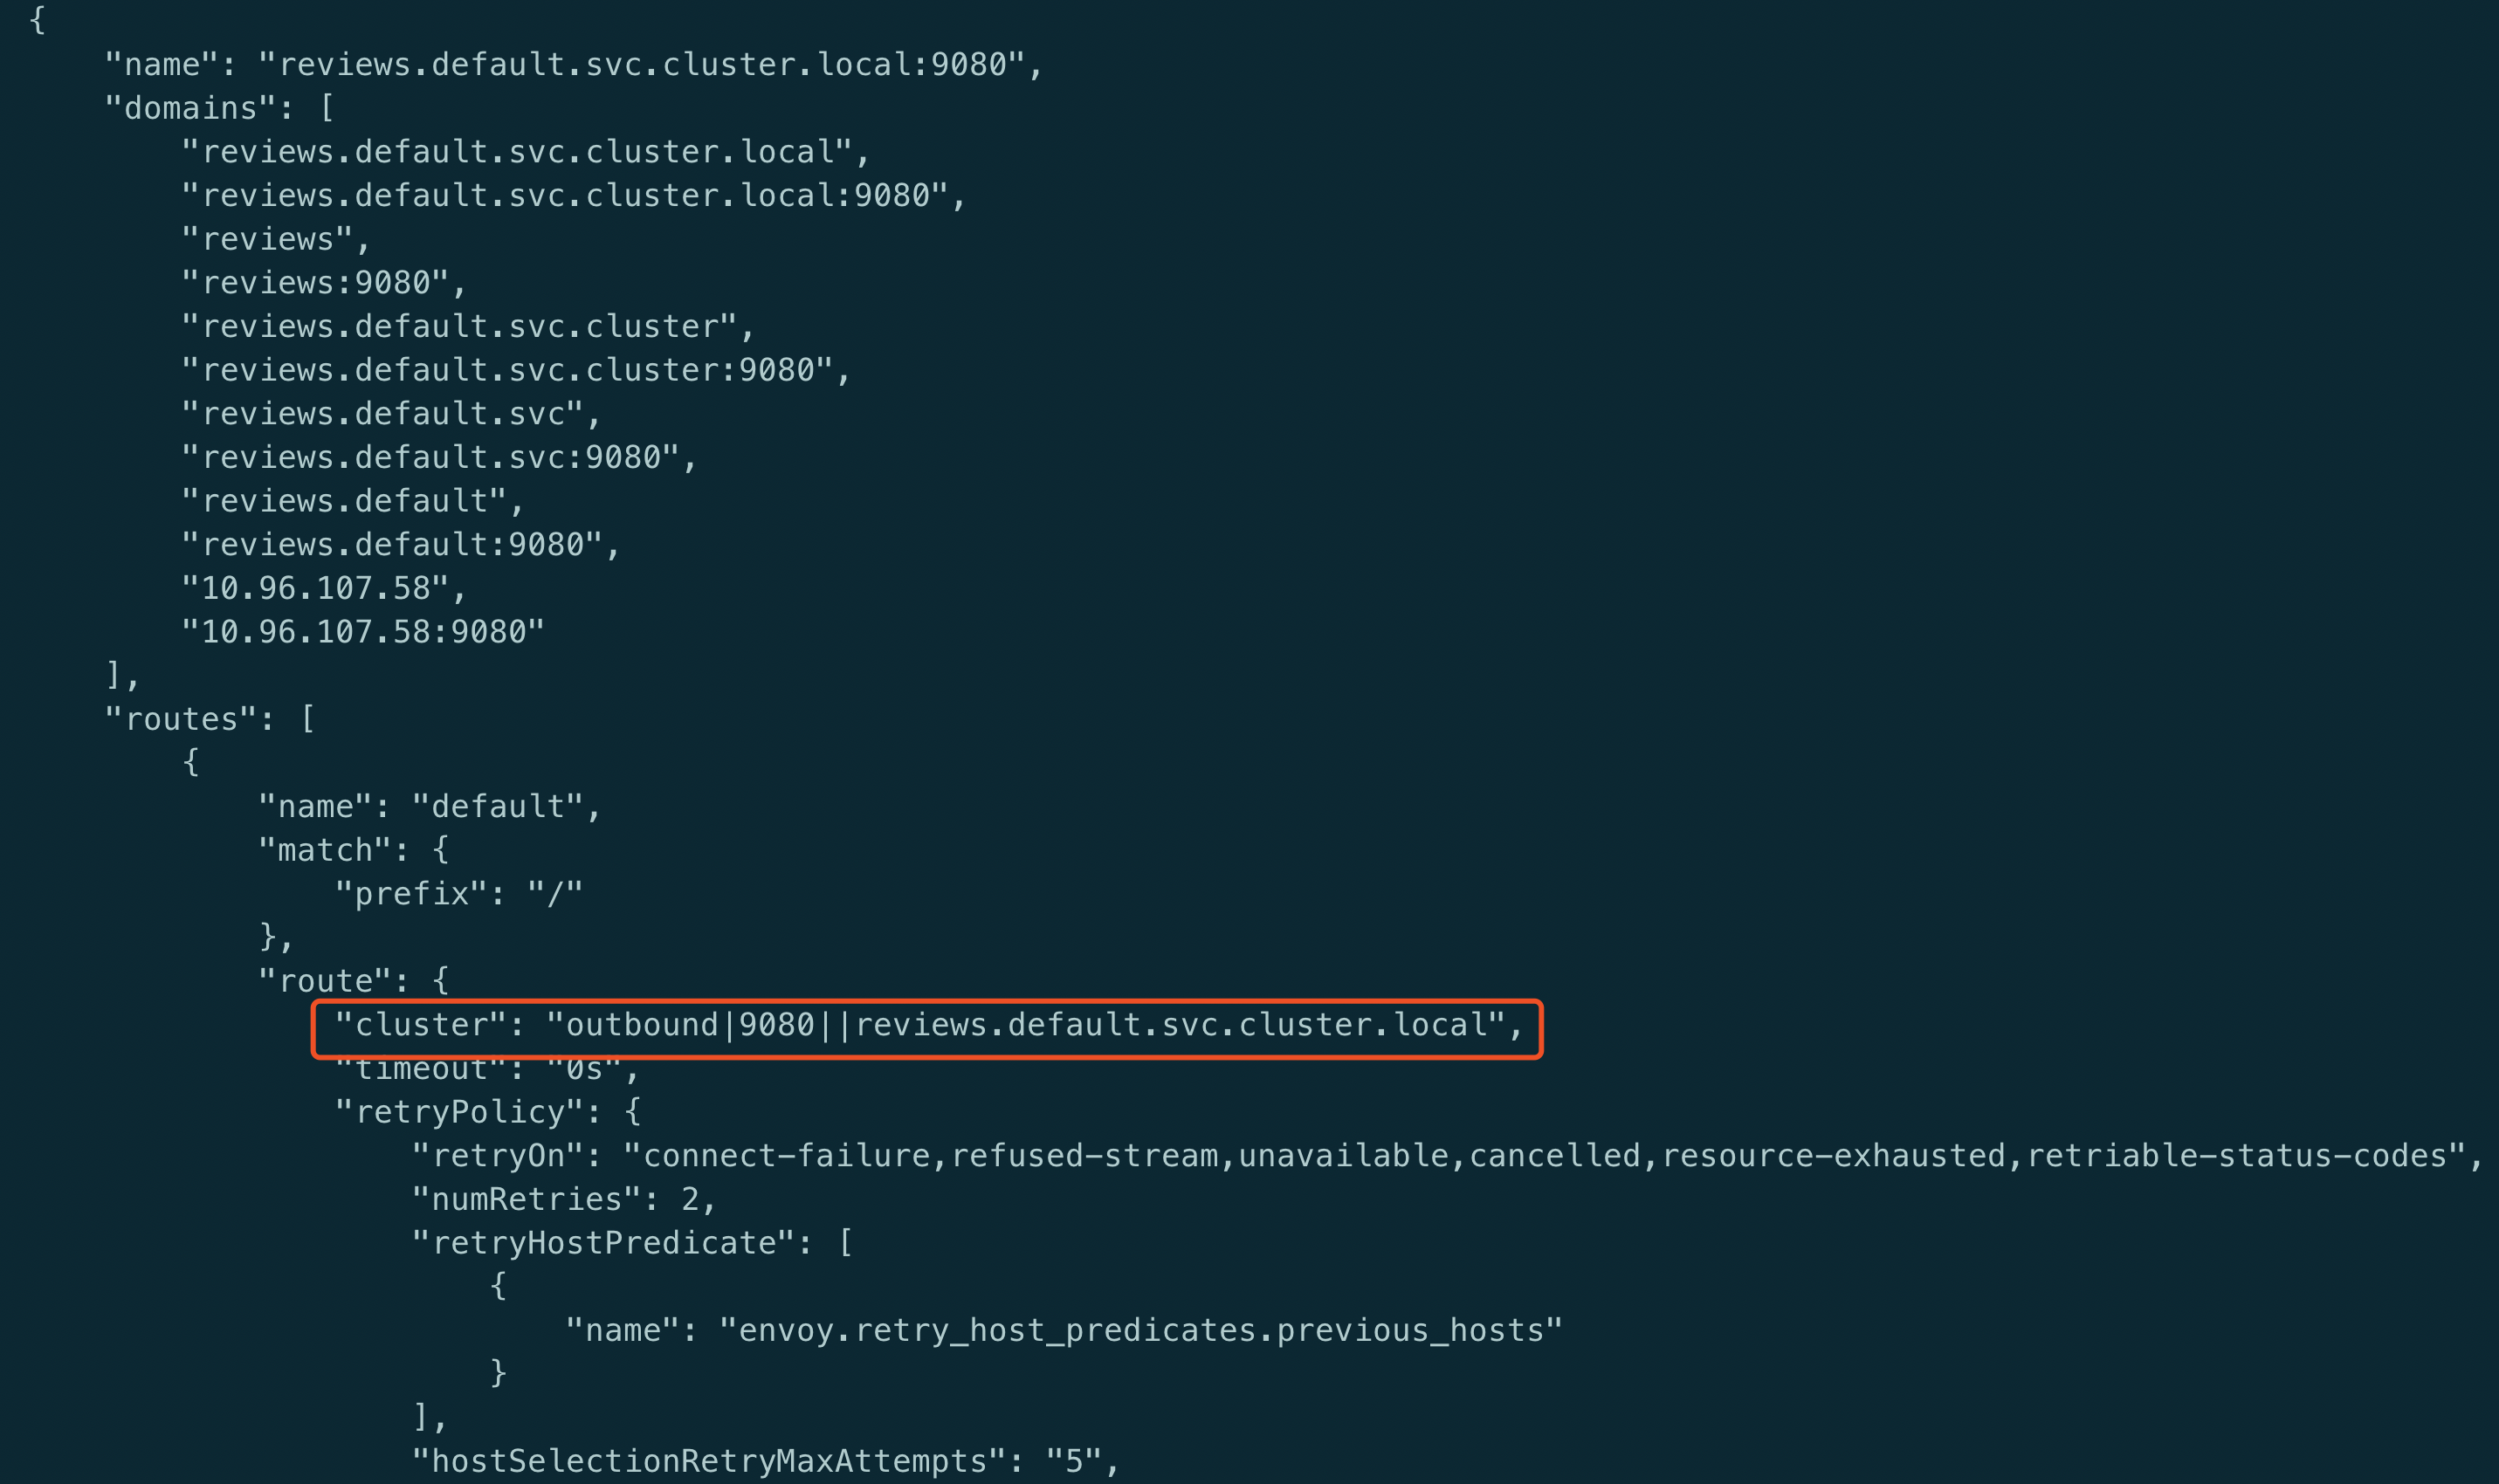 {
    "name": "reviews.default.svc.cluster.local:9080",
    "domains": [
        "reviews.default.svc.cluster.local",
        "reviews.default.svc.cluster.local:9080",
        "reviews",
        "reviews:9080",
        "reviews.default.svc.cluster",
        "reviews.default.svc.cluster:9080",
        "reviews.default.svc",
        "reviews.default.svc:9080",
        "reviews.default",
        "reviews.default:9080",
        "10.96.107.58",
        "10.96.107.58:9080"
    ],
    "routes": [
        {
            "name": "default",
            "match": {
                "prefix": "/"
            },
            "route": {
                "cluster": "outbound|9080||reviews.default.svc.cluster.local",
                "timeout": "0s",
                "retryPolicy": {
                    "retryOn": "connect-failure,refused-stream,unavailable,cancelled,resource-exhausted,retriable-status-codes",
                    "numRetries": 2,
                    "retryHostPredicate": [
                        {
                            "name": "envoy.retry_host_predicates.previous_hosts"
                        }
                    ],
                    "hostSelectionRetryMaxAttempts": "5",